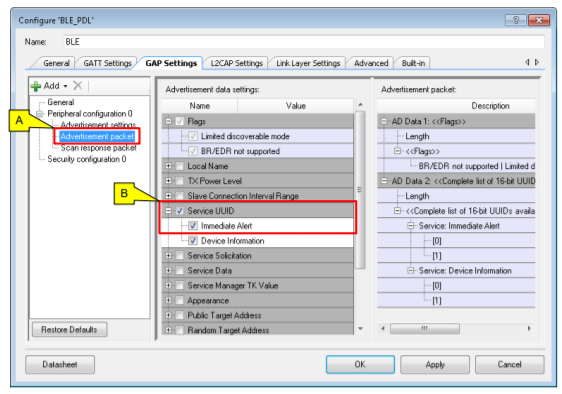 Configure 'BLE_PDL'
Name: BLE
General GATT Settings GAP Settings L2CAP Settings Link Layer Settings Advanced Built-in
Add
General
Peripheral configuration 0
Advertisement settings
Advertisement packet
Scan response packet
Security configuration 0
Restore Defaults
A
B
Advertisement data settings:
Name Value
Flags
Limited discoverable mode
BR/EDR not supported
Local Name
TX Power Level
Slave Connection Interval Range
Service UUID
Immediate Alert
Device Information
Service Solicitation
Service Data
Service Manager TK Value
Appearance
Public Target Address
Random Target Address
Advertisement packet:
Description
AD Data 1: <<Flags>>
Length
<<Flags>>
BR/EDR not supported | Limited d
AD Data 2: <<Complete list of 16-bit UUID
Length
<<Complete list of 16-bit UUIDs availa
Service: Immediate Alert
[0]
[1]
Service: Device Information
[0]
[1]
Datasheet OK Apply Cancel